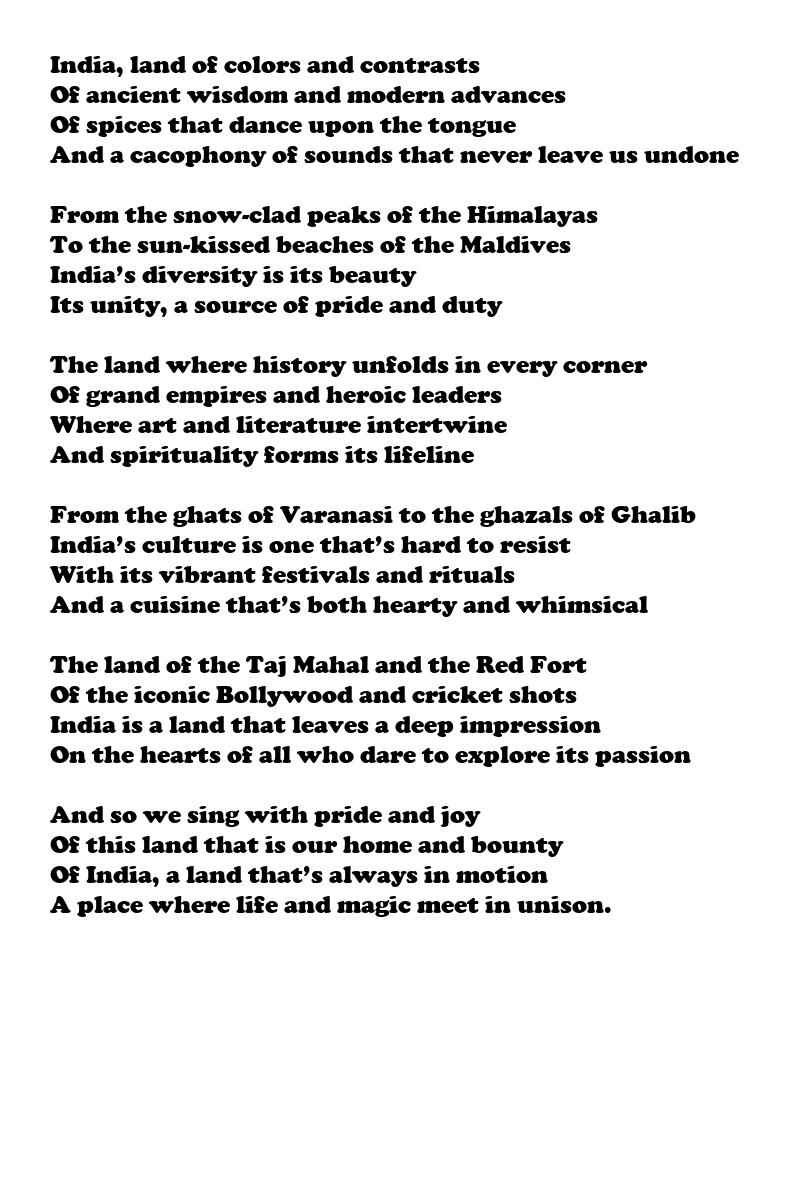 India, land of colors and contrasts
Of ancient wisdom and modern advances
Of spices that dance upon the tongue
And a cacophony of sounds that never leave us undone
From the snow-clad peaks of the Himalayas
To the sun-kissed beaches of the Maldives
India’s diversity is its beauty
Its unity, a source of pride and duty
The land where history unfolds in every corner
Of grand empires and heroic leaders
Where art and literature intertwine
And spirituality forms its lifeline
From the ghats of Varanasi to the ghazals of Ghalib
India’s culture is one that’s hard to resist
With its vibrant festivals and rituals
And a cuisine that’s both hearty and whimsical
The land of the Taj Mahal and the Red Fort
Of the iconic Bollywood and cricket shots
India is a land that leaves a deep impression
On the hearts of all who dare to explore its passion
And so we sing with pride and joy
Of this land that is our home and bounty
Of India, a land that’s always in motion
A place where life and magic meet in unison.